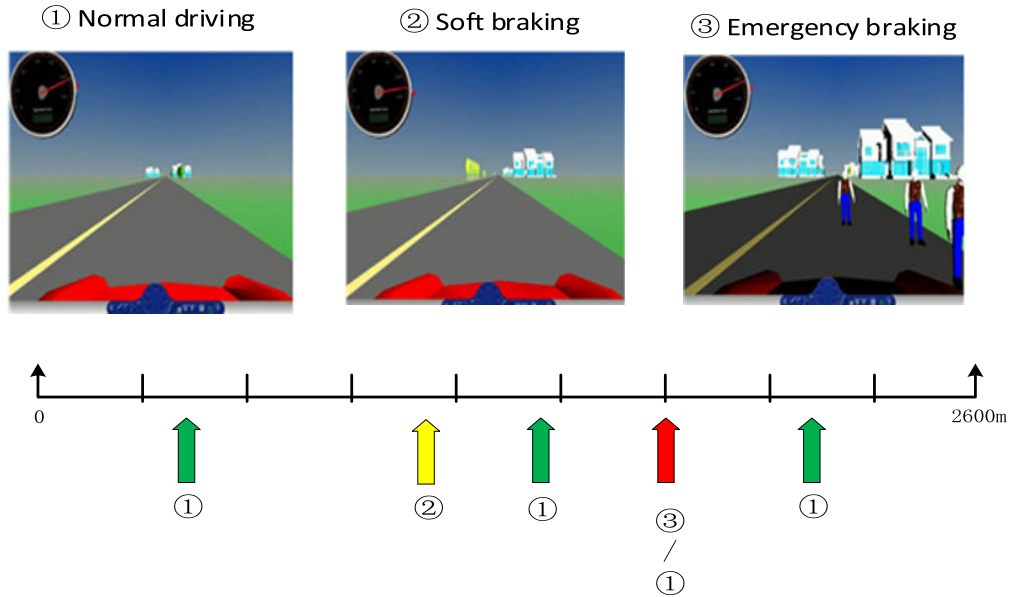 ① Normal driving
② Soft braking
③ Emergency braking
0
2600m
①
②
①
③
/
①
①